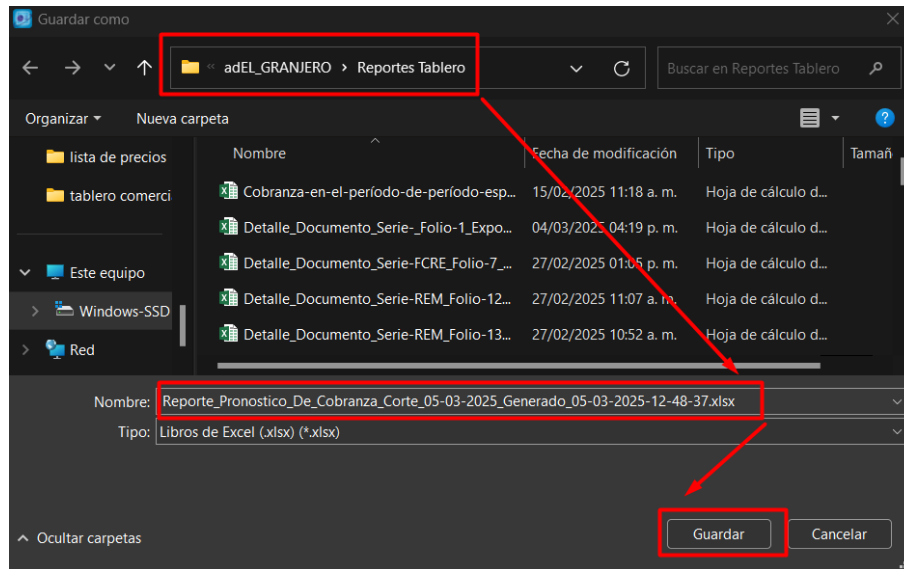 Guardar como
« adEL_GRANJERO > Reportes Tablero
Buscar en Reportes Tablero
Organizar
Nueva carpeta
lista de precios
tablero comerci
Este equipo
Windows-SSD
Red
Nombre Fecha de modificación Tipo Tamañ
Cobranza-en-el-período-de-período-esp... 15/02/2025 11:18 a. m. Hoja de cálculo d...
Detalle_Documento_Serie-_Folio-1_Expo... 04/03/2025 04:19 p. m. Hoja de cálculo d...
Detalle_Documento_Serie-FCRE_Folio-7_... 27/02/2025 01:05 p. m. Hoja de cálculo d...
Detalle_Documento_Serie-REM_Folio-12... 27/02/2025 11:07 a. m. Hoja de cálculo d...
Detalle_Documento_Serie-REM_Folio-13... 27/02/2025 10:52 a. m. Hoja de cálculo d...
Nombre: Reporte_Pronostico_De_Cobranza_Corte_05-03-2025_Generado_05-03-2025-12-48-37.xlsx
Tipo: Libros de Excel (.xlsx) (*.xlsx)
Ocultar carpetas
Guardar
Cancelar